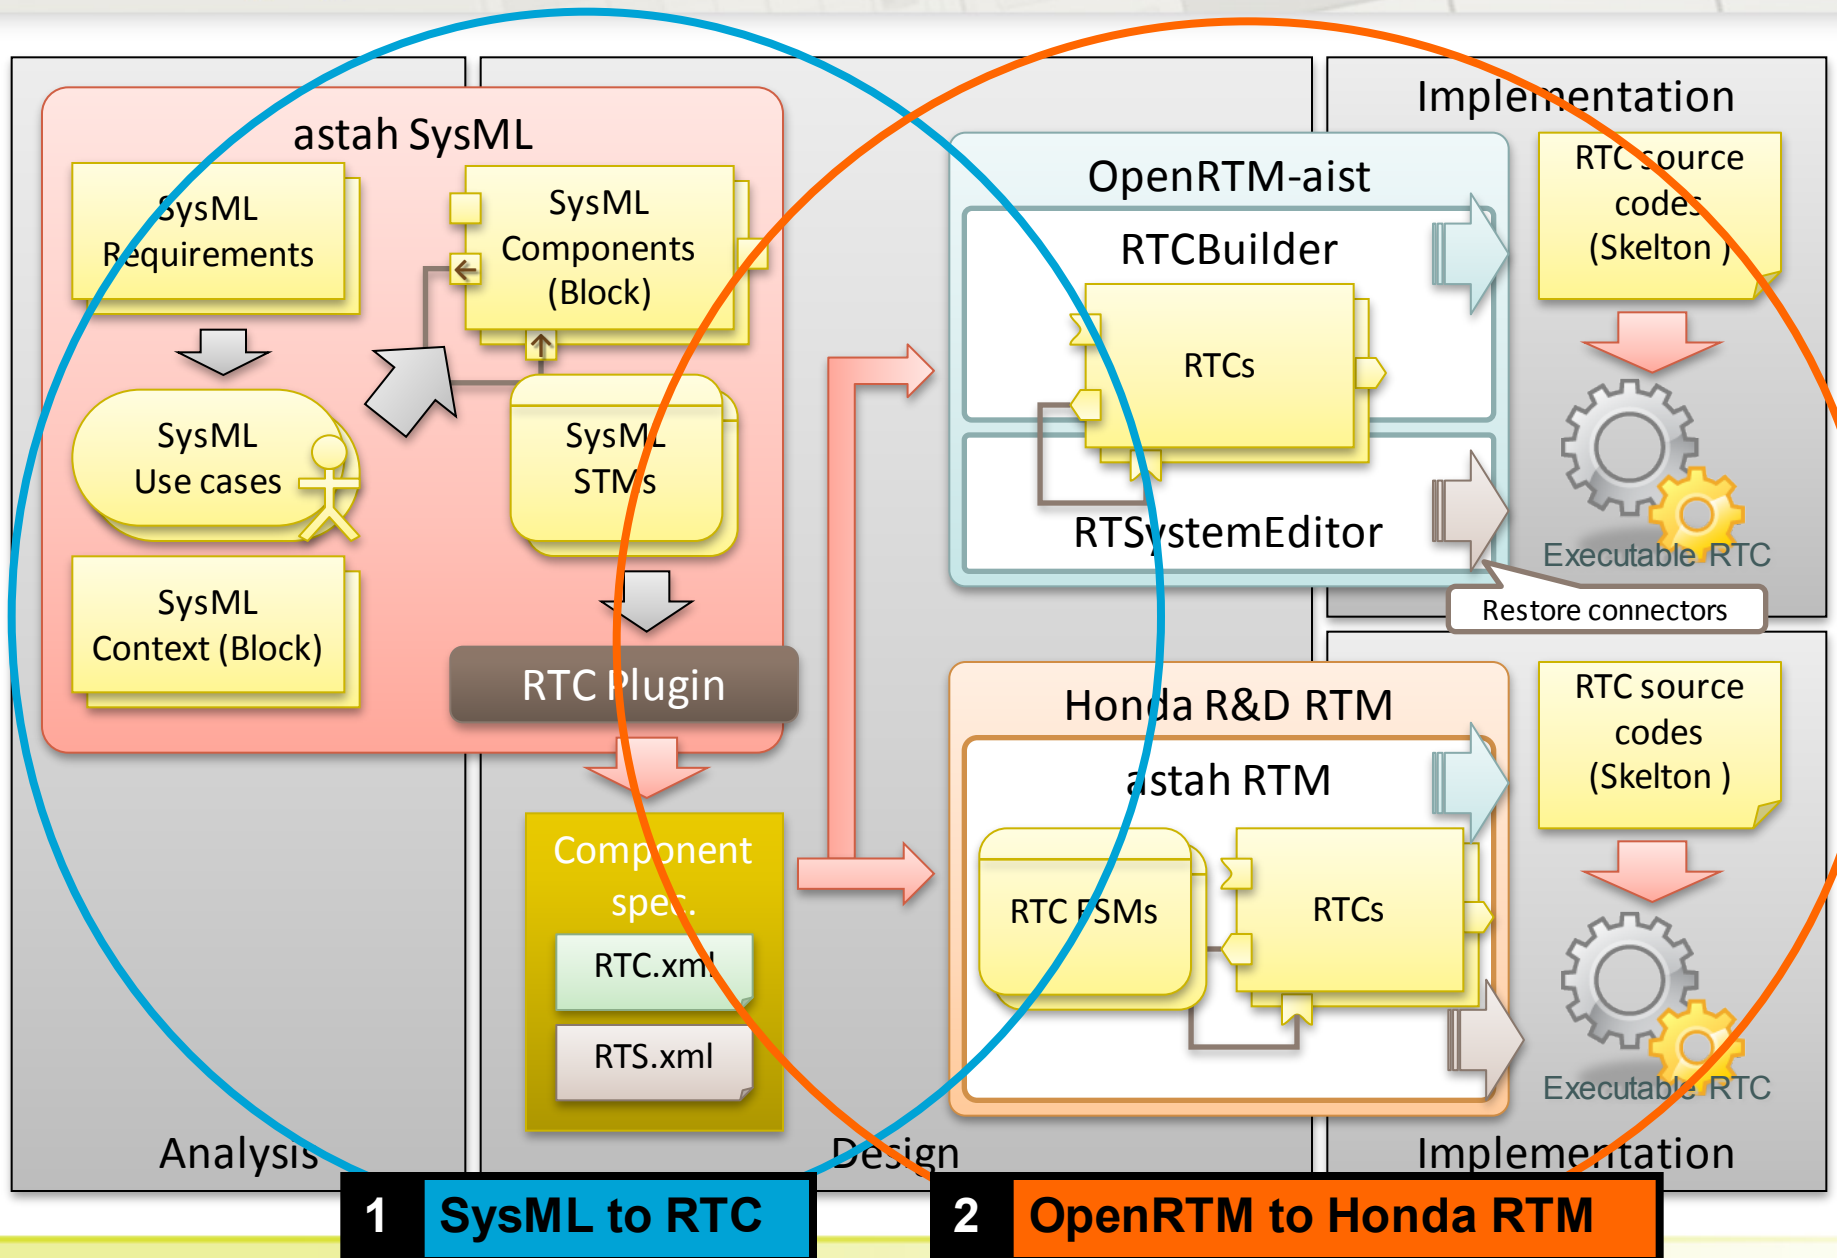 astah SysML
SysML
Requirements
SysML
Components
(Block)
SysML
Use cases
SysML
STMs
SysML
Context (Block)
RTC Plugin
Component
spec.
RTC.xml
RTS.xml
Analysis
Design
OpenRTM-aist
RTCBuilder
RTCs
RTSystemEditor
Honda R&D RTM
astah RTM
RTC FSMs
RTCs
Implementation
RTC source
codes
(Skelton )
Executable RTC
Restore connectors
RTC source
codes
(Skelton )
Executable RTC
Implementation
1 SysML to RTC
2 OpenRTM to Honda RTM